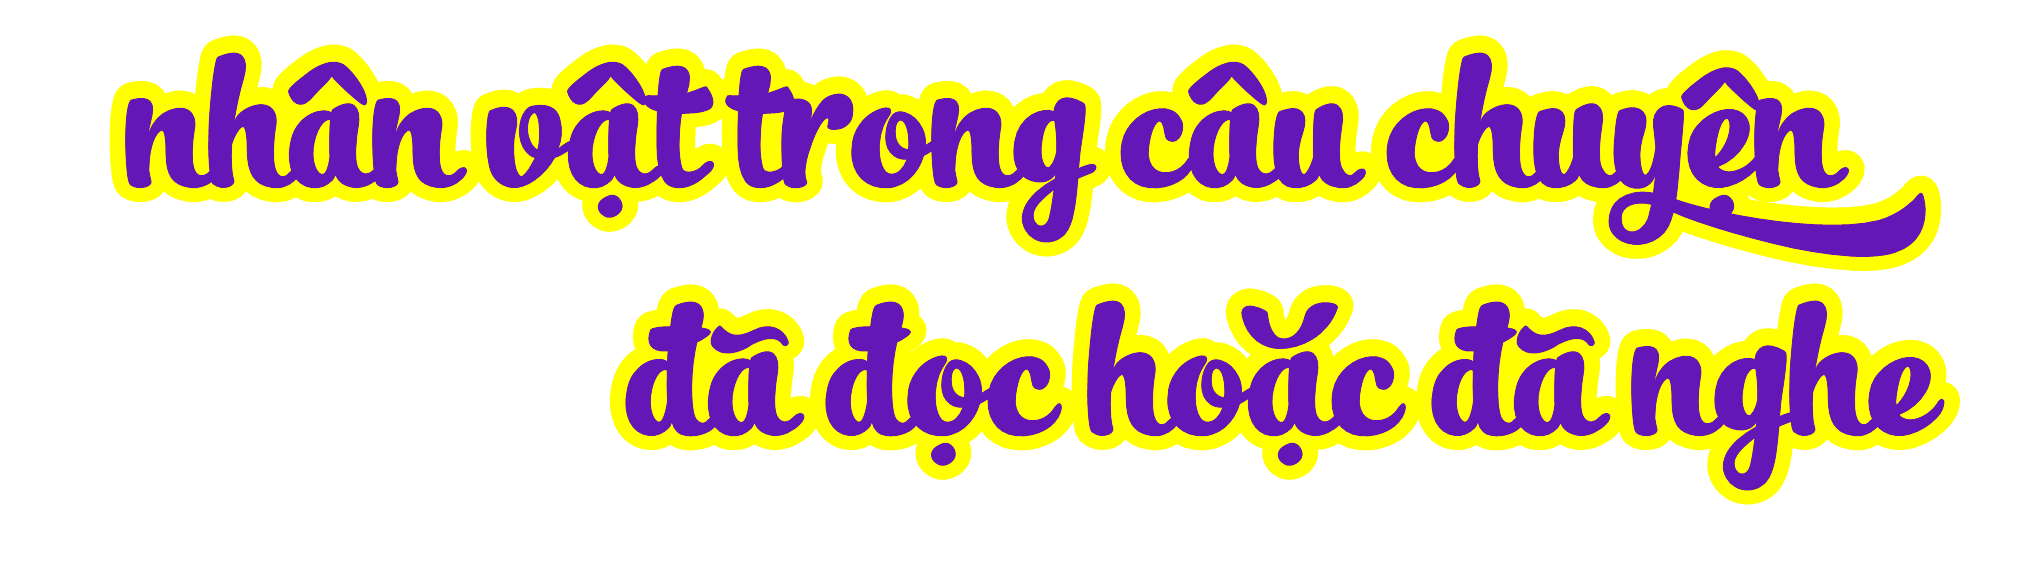 nhân vật trong câu chuyện
đã đọc hoặc đã nghe